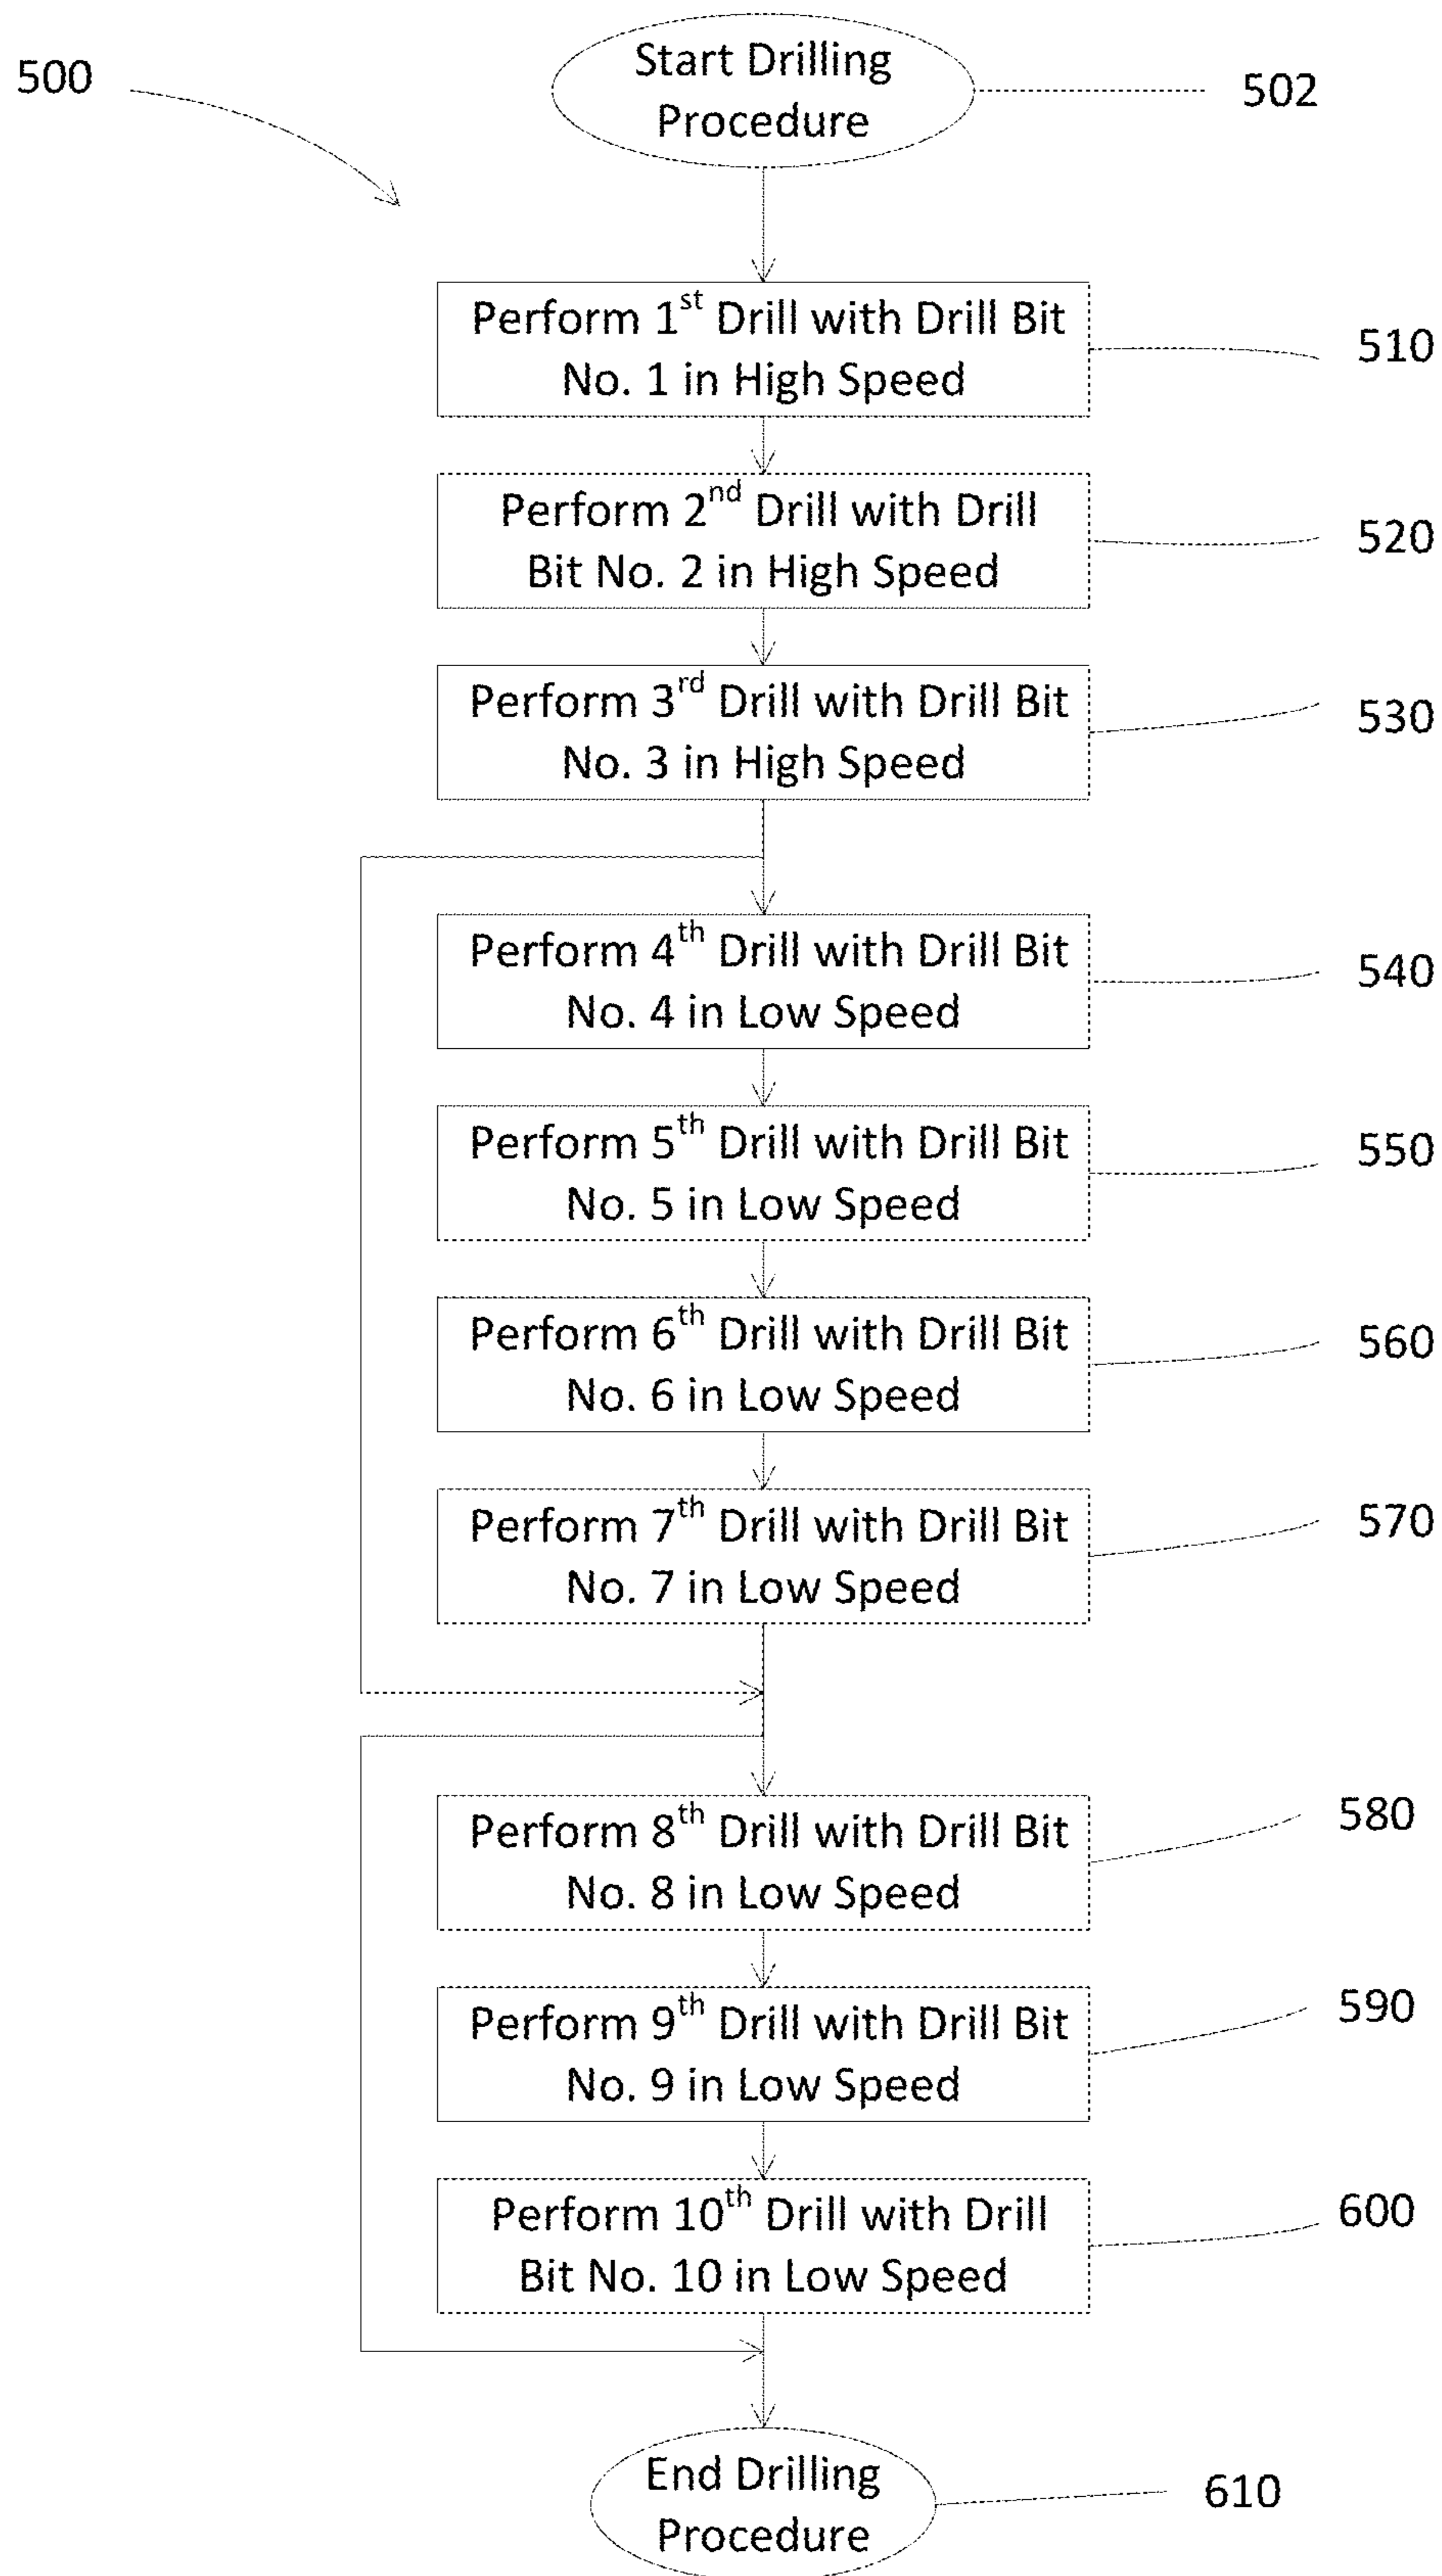 500
Start Drilling
Procedure
502
Perform 1st Drill with Drill Bit
No. 1 in High Speed
510
Perform 2nd Drill with Drill
Bit No. 2 in High Speed
520
Perform 3rd Drill with Drill Bit
No. 3 in High Speed
530
Perform 4th Drill with Drill Bit
No. 4 in Low Speed
540
Perform 5th Drill with Drill Bit
No. 5 in Low Speed
550
Perform 6th Drill with Drill Bit
No. 6 in Low Speed
560
Perform 7th Drill with Drill Bit
No. 7 in Low Speed
570
Perform 8th Drill with Drill Bit
No. 8 in Low Speed
580
Perform 9th Drill with Drill Bit
No. 9 in Low Speed
590
Perform 10th Drill with Drill
Bit No. 10 in Low Speed
600
End Drilling
Procedure
610